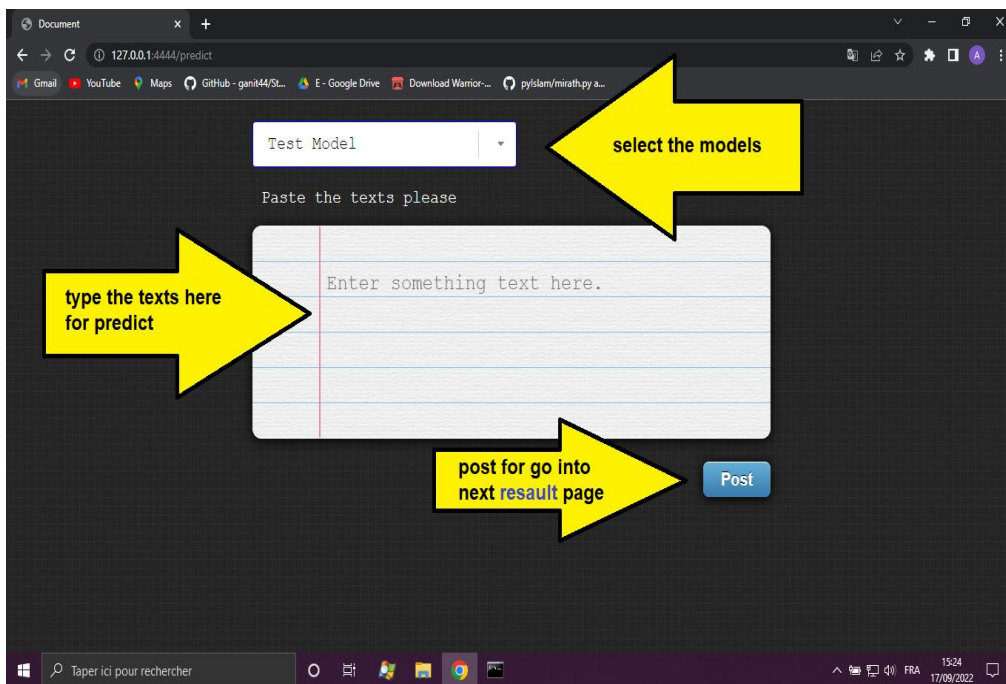 Document
127.0.0.1:4444/predict
Gmail YouTube Maps GitHub - ganit44/St... E - Google Drive Download Warrior-... pyIslam/mirath.py a...
A
Test Model
select the models
Paste the texts please
Enter something text here.
type the texts here
for predict
post for go into
next resault page
Post
Taper ici pour rechercher
FRA
15:24
17/09/2022